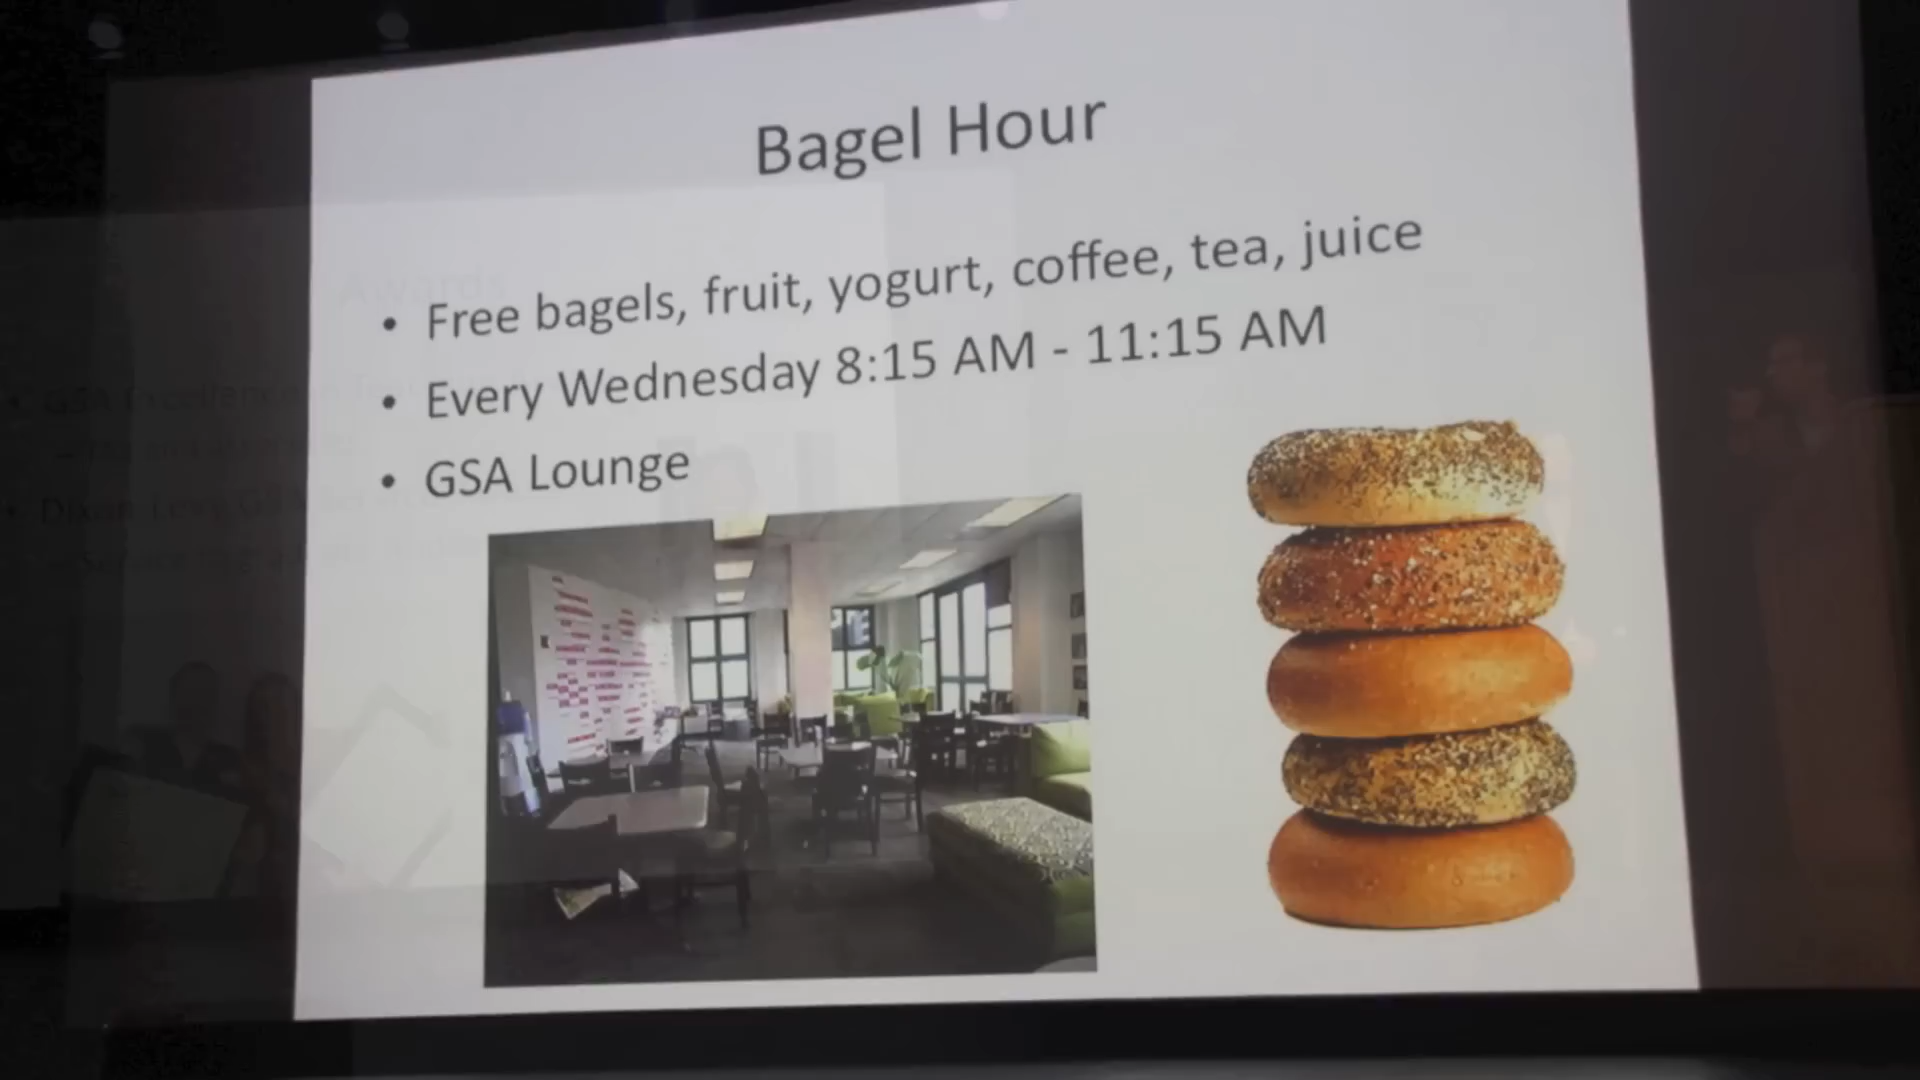 Bagel Hour
• Free bagels, fruit, yogurt, coffee, tea, juice
• Every Wednesday 8:15 AM - 11:15 AM
• GSA Lounge
Awards